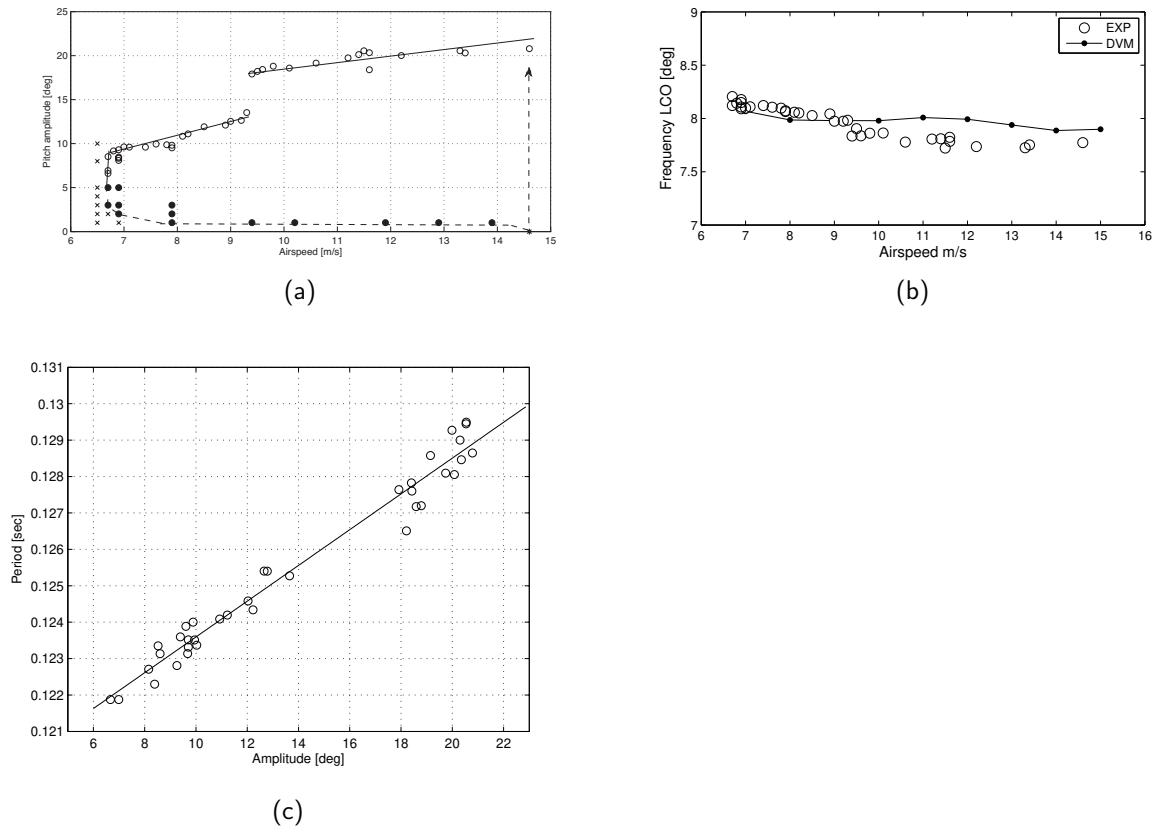 25
20
15
10
5
0
Pitch amplitude [deg]
6 7 8 9 10 11 12 13 14 15
Airspeed [m/s]
(a)
9
8.5
8
7.5
7
Frequency LCO [deg]
EXP
DVM
6 7 8 9 10 11 12 13 14 15 16
Airspeed m/s
(b)
0.131
0.13
0.129
0.128
0.127
0.126
0.125
0.124
0.123
0.122
0.121
Period [sec]
6 8 10 12 14 16 18 20 22
Amplitude [deg]
(c)